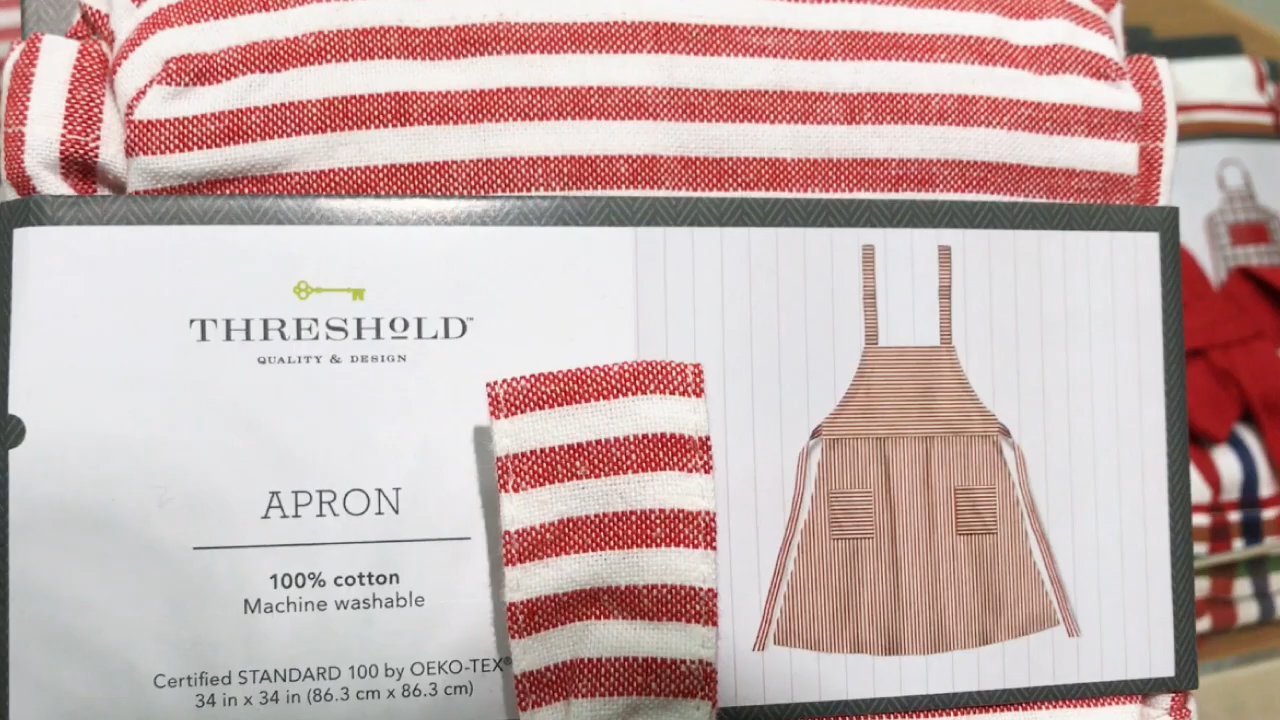 THRESHOLD™
QUALITY & DESIGN
APRON
100% cotton
Machine washable
Certified STANDARD 100 by OEKO-TEX®
34 in x 34 in (86.3 cm x 86.3 cm)